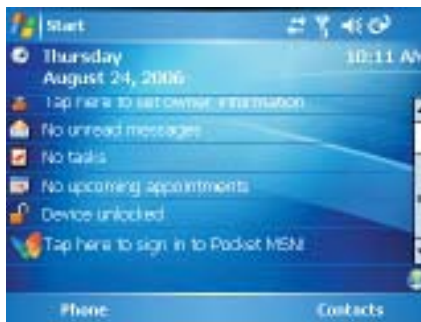 Start
Thursday 10:11 AM
August 24, 2006
Tap here to set owner information
No unread messages
No tasks
No upcoming appointments
Device unlocked
Tap here to sign in to Pocket MSN!
Phone Contacts